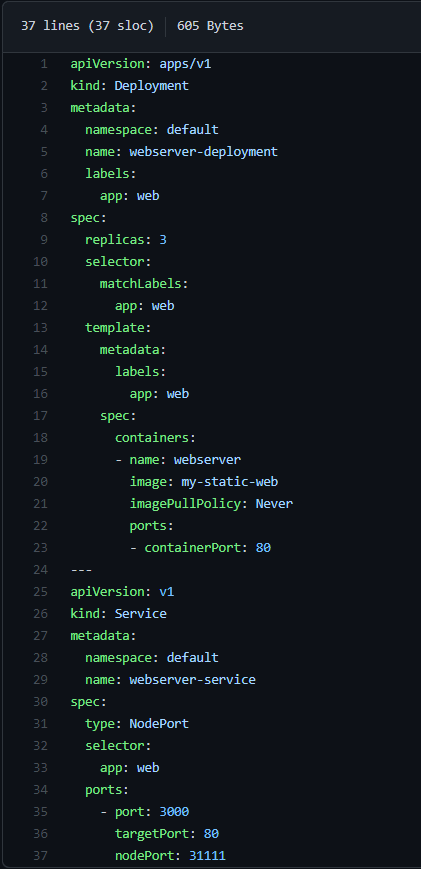 37 lines (37 sloc) 605 Bytes
1 apiVersion: apps/v1
2 kind: Deployment
3 metadata:
4   namespace: default
5   name: webserver-deployment
6   labels:
7     app: web
8 spec:
9   replicas: 3
10   selector:
11     matchLabels:
12       app: web
13   template:
14     metadata:
15       labels:
16         app: web
17     spec:
18       containers:
19       - name: webserver
20         image: my-static-web
21         imagePullPolicy: Never
22         ports:
23         - containerPort: 80
24 ---
25 apiVersion: v1
26 kind: Service
27 metadata:
28   namespace: default
29   name: webserver-service
30 spec:
31   type: NodePort
32   selector:
33     app: web
34   ports:
35     - port: 3000
36       targetPort: 80
37       nodePort: 31111